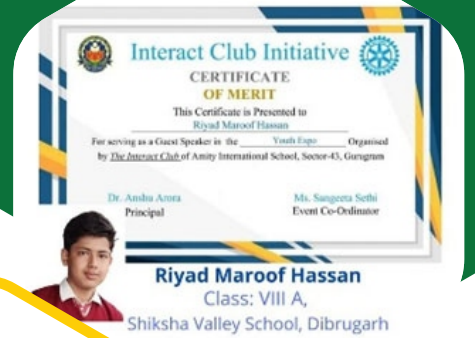 Interact Club Initiative
CERTIFICATE
OF MERIT
This Certificate is Presented to
Riyad Maroof Hassan
For serving as a Guest Speaker in the Youth Expo Organised
by The Interact Club of Amity International School, Sector-43, Gurugram
Dr. Anshu Arora Ms. Sangeeta Sethi
Principal Event Co-Ordinator
Riyad Maroof Hassan
Class: VIII A,
Shiksha Valley School, Dibrugarh